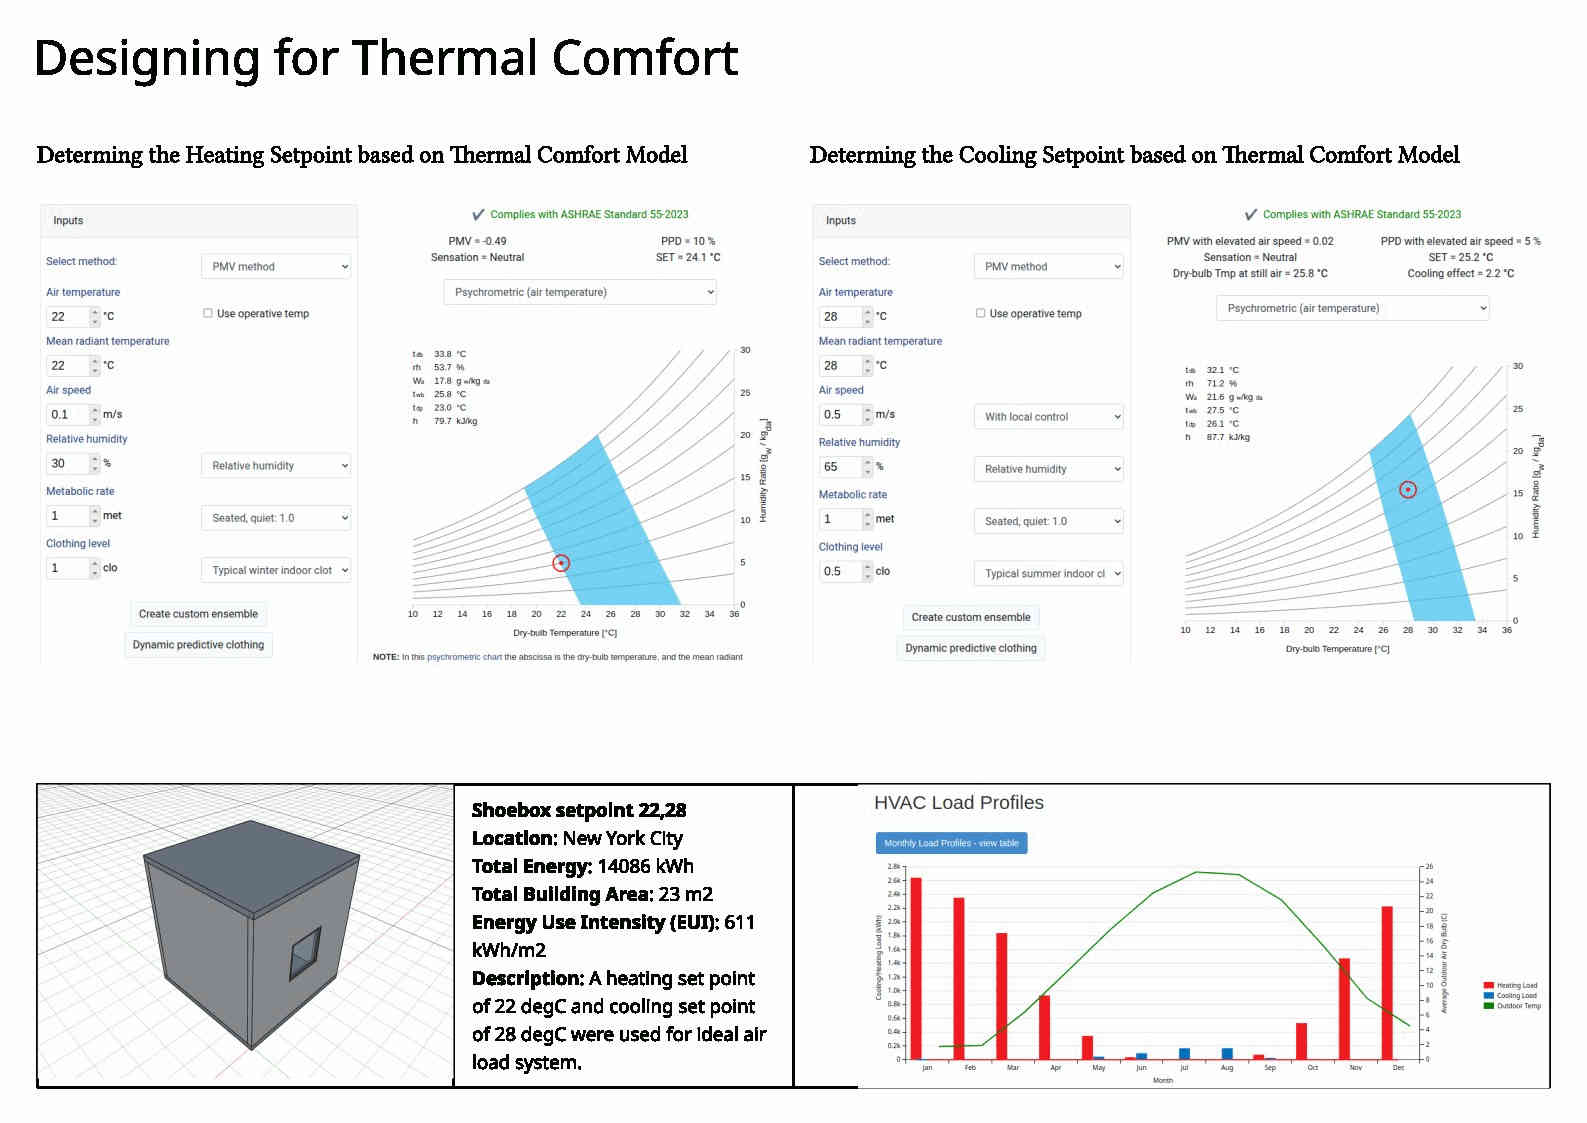 Designing for Thermal Comfort
Determing the Heating Setpoint based on Thermal Comfort Model
Inputs
Select method:
PMV method
Air temperature
22 °C
Use operative temp
Mean radiant temperature
22 °C
Air speed
0.1 m/s
Relative humidity
30 %
Relative humidity
Metabolic rate
1 met
Seated, quiet: 1.0
Clothing level
1 clo
Typical winter indoor clot
Create custom ensemble
Dynamic predictive clothing
✔ Complies with ASHRAE Standard 55-2023
PMV = -0.49 PPD = 10 %
Sensation = Neutral SET = 24.1 °C
Psychrometric (air temperature)
tdb 33.8 °C
rh 53.7 %
Wa 17.8 g w/kg da
twb 25.8 °C
tdp 23.0 °C
h 79.7 kJ/kg
30
25
20
15
10
5
0
Humidity Ratio [gw / kgda]
10 12 14 16 18 20 22 24 26 28 30 32 34 36
Dry-bulb Temperature [°C]
NOTE: In this psychrometric chart the abscissa is the dry-bulb temperature, and the mean radiant
Determing the Cooling Setpoint based on Thermal Comfort Model
Inputs
Select method:
PMV method
Air temperature
28 °C
Use operative temp
Mean radiant temperature
28 °C
Air speed
0.5 m/s
With local control
Relative humidity
65 %
Relative humidity
Metabolic rate
1 met
Seated, quiet: 1.0
Clothing level
0.5 clo
Typical summer indoor cl
Create custom ensemble
Dynamic predictive clothing
✔ Complies with ASHRAE Standard 55-2023
PMV with elevated air speed = 0.02 PPD with elevated air speed = 5 %
Sensation = Neutral SET = 25.2 °C
Dry-bulb Tmp at still air = 25.8 °C Cooling effect = 2.2 °C
Psychrometric (air temperature)
tdb 32.1 °C
rh 71.2 %
Wa 21.6 g w/kg da
twb 27.5 °C
tdp 26.1 °C
h 87.7 kJ/kg
30
25
20
15
10
5
0
Humidity Ratio [gw / kgda]
10 12 14 16 18 20 22 24 26 28 30 32 34 36
Dry-bulb Temperature [°C]
Shoebox setpoint 22,28
Location: New York City
Total Energy: 14086 kWh
Total Building Area: 23 m2
Energy Use Intensity (EUI): 611
kWh/m2
Description: A heating set point
of 22 degC and cooling set point
of 28 degC were used for ideal air
load system.
HVAC Load Profiles
Monthly Load Profiles - view table
Cooling/Heating Load (kWh)
2.8k
2.6k
2.4k
2.2k
2.0k
1.8k
1.6k
1.4k
1.2k
1.0k
0.8k
0.6k
0.4k
0.2k
0
Jan Feb Mar Apr May Jun Jul Aug Sep Oct Nov Dec
Month
26
24
22
20
18
16
14
12
10
8
6
4
2
0
Average Outdoor Air Dry Bulb (C)
Heating Load
Cooling Load
Outdoor Temp